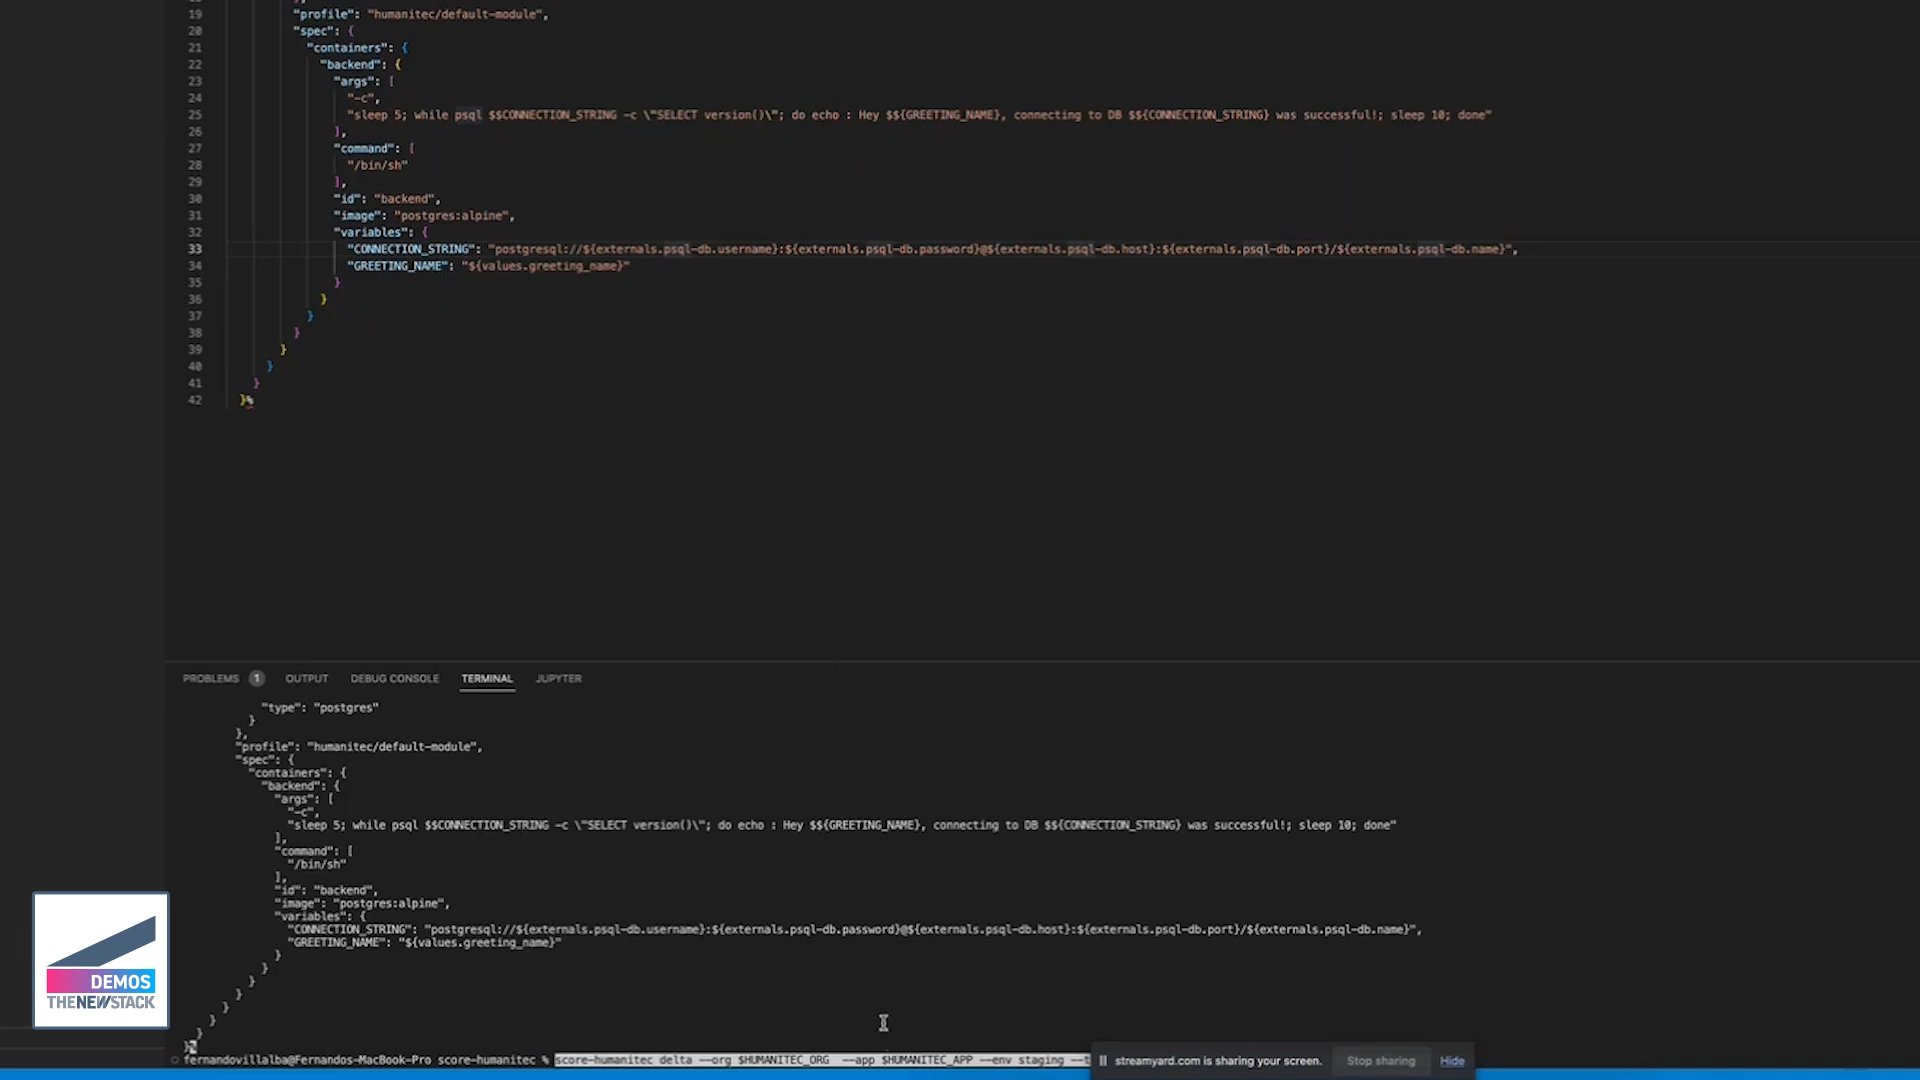 19 "profile": "humanitec/default-module",
20 "spec": {
21 "containers": {
22 "backend": {
23 "args": [
24 "-c",
25 "sleep 5; while psql $$CONNECTION_STRING -c \"SELECT version()\"; do echo : Hey $${GREETING_NAME}, connecting to DB $${CONNECTION_STRING} was successful!; sleep 10; done"
26 ],
27 "command": [
28 "/bin/sh"
29 ],
30 "id": "backend",
31 "image": "postgres:alpine",
32 "variables": {
33 "CONNECTION_STRING": "postgresql://${externals.psql-db.username}:${externals.psql-db.password}@${externals.psql-db.host}:${externals.psql-db.port}/${externals.psql-db.name}",
34 "GREETING_NAME": "${values.greeting_name}"
35 }
36 }
37 }
38 }
39 }
40 }
41 }
42 }%
PROBLEMS 1 OUTPUT DEBUG CONSOLE TERMINAL JUPYTER
"type": "postgres"
}
},
"profile": "humanitec/default-module",
"spec": {
"containers": {
"backend": {
"args": [
"-c",
"sleep 5; while psql $$CONNECTION_STRING -c \"SELECT version()\"; do echo : Hey $${GREETING_NAME}, connecting to DB $${CONNECTION_STRING} was successful!; sleep 10; done"
],
"command": [
"/bin/sh"
],
"id": "backend",
"image": "postgres:alpine",
"variables": {
"CONNECTION_STRING": "postgresql://${externals.psql-db.username}:${externals.psql-db.password}@${externals.psql-db.host}:${externals.psql-db.port}/${externals.psql-db.name}",
"GREETING_NAME": "${values.greeting_name}"
}
}
}
}
}
}
}
}%
fernandovillalba@Fernandos-MacBook-Pro score-humanitec % score-humanitec delta --org $HUMANITEC_ORG --app $HUMANITEC_APP --env staging --t
streamyard.com is sharing your screen. Stop sharing Hide
DEMOS
THENEWSTACK